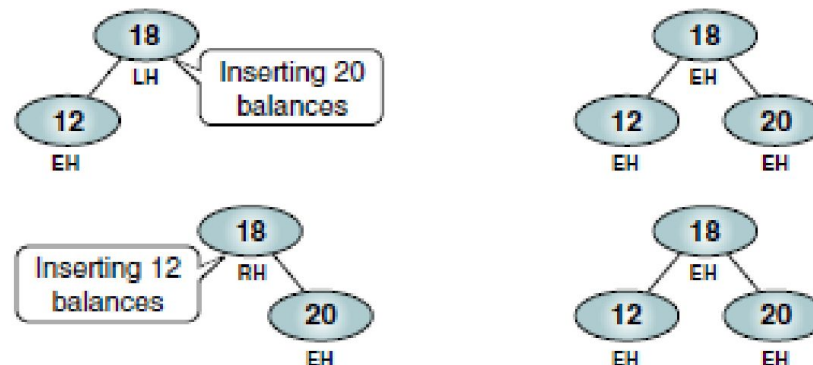 18
18
LH
Inserting 20
balances
EH
12
12
20
EH
EH
EH
18
18
Inserting 12
balances
RH
EH
20
12
20
EH
EH
EH